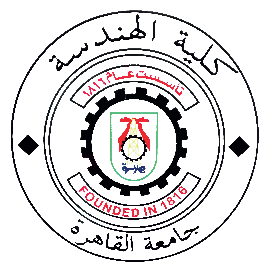 كلية الهندسة
تأسست عام ١٨١٦
FOUNDED IN 1816
جامعة القاهرة